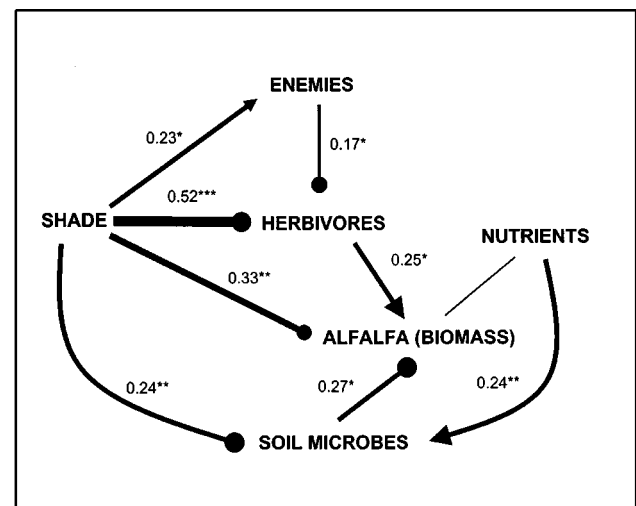 ENEMIES
0.23*
0.17*
0.52***
SHADE
HERBIVORES
NUTRIENTS
0.25*
0.33**
ALFALFA (BIOMASS)
0.24**
0.27*
0.24**
SOIL MICROBES